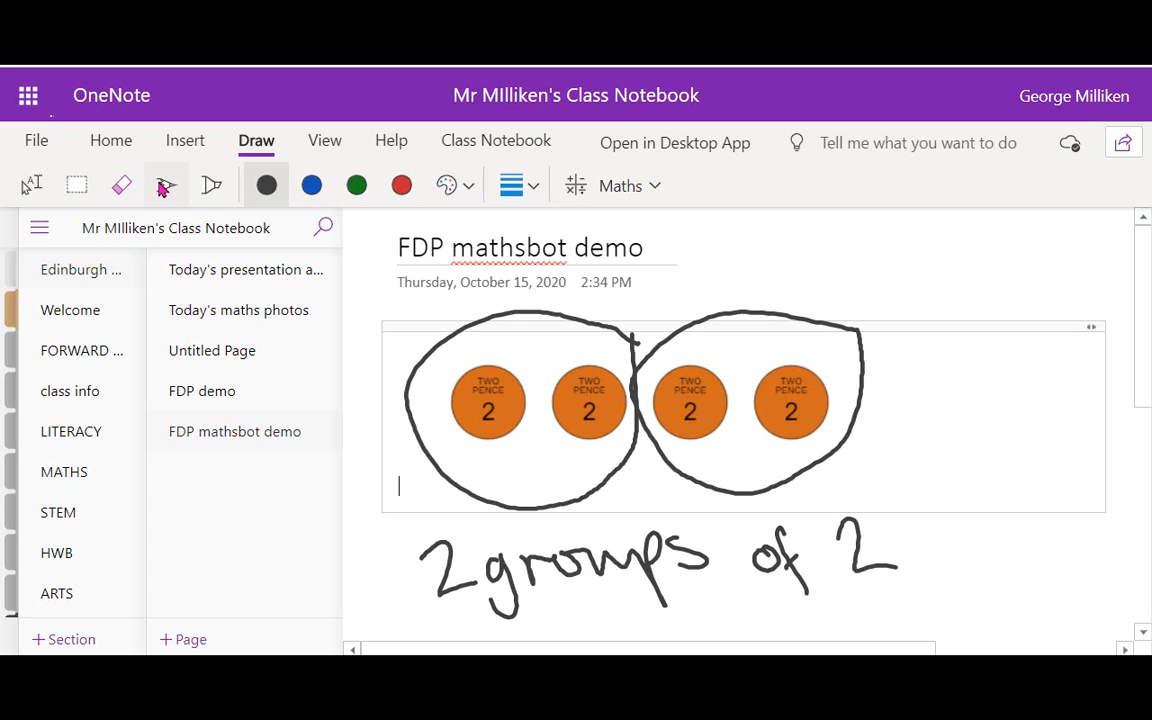 OneNote
Mr MIlliken's Class Notebook
George Milliken
File Home Insert Draw View Help Class Notebook Open in Desktop App Tell me what you want to do
Maths
Mr MIlliken's Class Notebook
Edinburgh ...
Welcome
FORWARD ...
class info
LITERACY
MATHS
STEM
HWB
ARTS
+ Section
Today's presentation a...
Today's maths photos
Untitled Page
FDP demo
FDP mathsbot demo
+ Page
FDP mathsbot demo
Thursday, October 15, 2020 2:34 PM
TWO PENCE 2
TWO PENCE 2
TWO PENCE 2
TWO PENCE 2
2 groups of 2